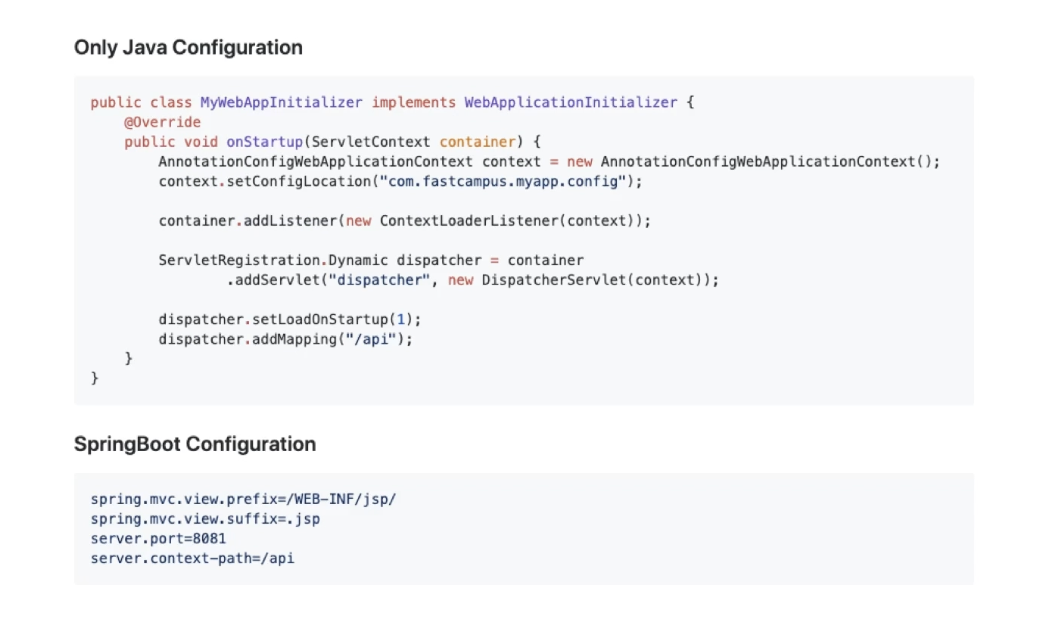 Only Java Configuration
public class MyWebAppInitializer implements WebApplicationInitializer {
    @Override
    public void onStartup(ServletContext container) {
        AnnotationConfigWebApplicationContext context = new AnnotationConfigWebApplicationContext();
        context.setConfigLocation("com.fastcampus.myapp.config");
        container.addListener(new ContextLoaderListener(context));
        ServletRegistration.Dynamic dispatcher = container
                .addServlet("dispatcher", new DispatcherServlet(context));
        dispatcher.setLoadOnStartup(1);
        dispatcher.addMapping("/api");
    }
}
SpringBoot Configuration
spring.mvc.view.prefix=/WEB-INF/jsp/
spring.mvc.view.suffix=.jsp
server.port=8081
server.context-path=/api